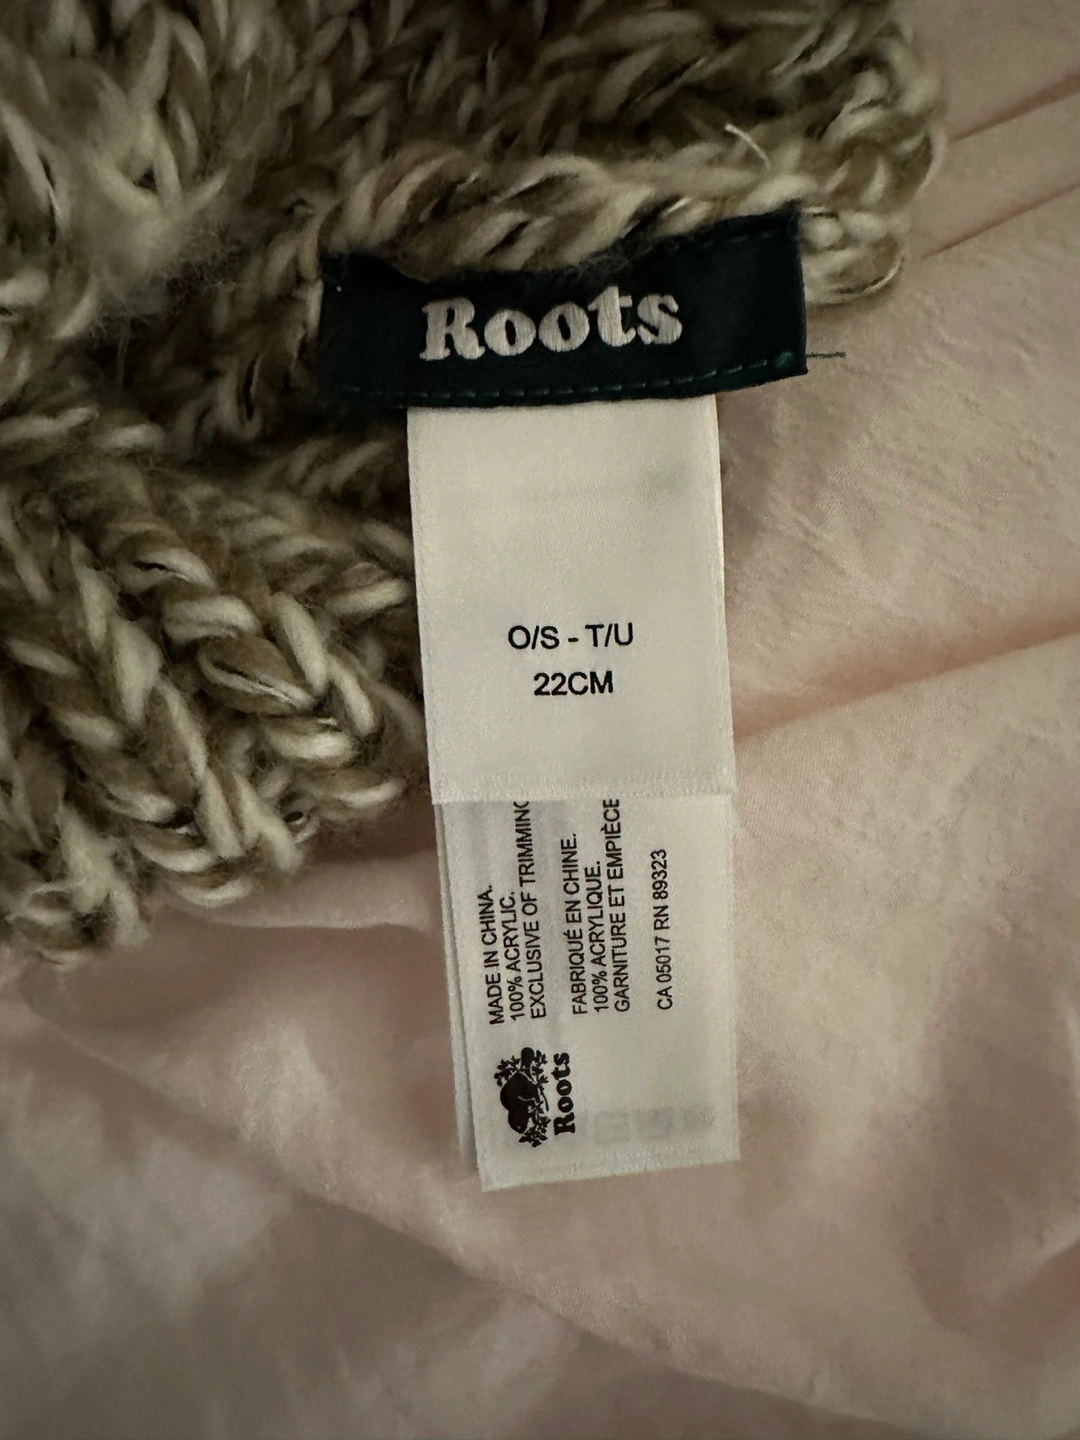 Roots
O/S - T/U
22CM
MADE IN CHINA.
100% ACRYLIC.
EXCLUSIVE OF
FABRIQUÉ EN CHINE.
100% ACRYLIQUE.
GARNITURE ET EMPIÈCE
CA 05017 RN 89323
Roots